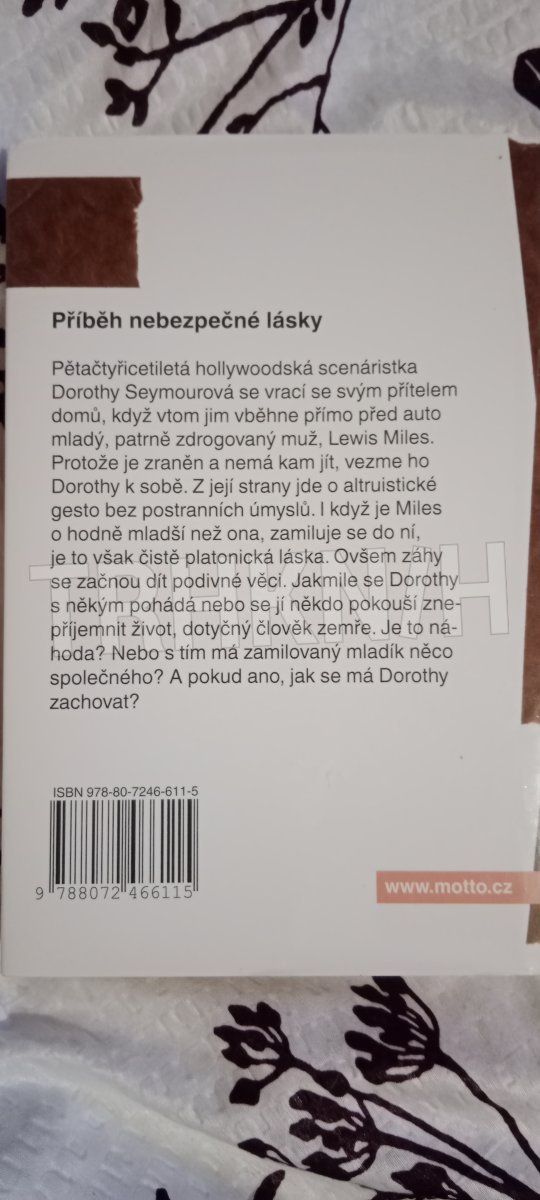 Příběh nebezpečné lásky
Pětačtyřicetiletá hollywoodská scenáristka
Dorothy Seymourová se vrací se svým přítelem
domů, když vtom jim vběhne přímo před auto
mladý, patrně zdrogovaný muž, Lewis Miles.
Protože je zraněn a nemá kam jít, vezme ho
Dorothy k sobě. Z její strany jde o altruistické
gesto bez postranních úmyslů. I když je Miles
o hodně mladší než ona, zamiluje se do ní,
je to však čistě platonická láska. Ovšem záhy
se začnou dít podivné věci. Jakmile se Dorothy
s někým pohádá nebo se jí někdo pokouší zne-
příjemnit život, dotyčný člověk zemře. Je to ná-
hoda? Nebo s tím má zamilovaný mladík něco
společného? A pokud ano, jak se má Dorothy
zachovat?
TRHKNIH
ISBN 978-80-7246-611-5
9 788072 466115
www.motto.cz